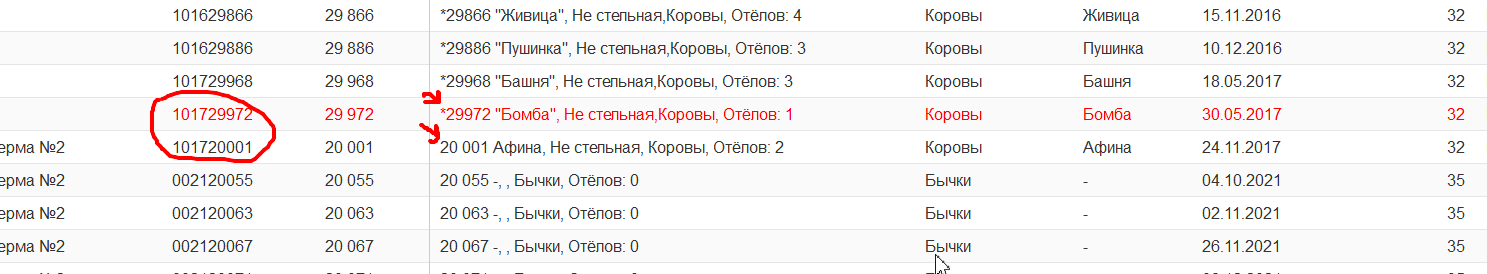 101629866 29 866 *29866 "Живица", Не стельная,Коровы, Отёлов: 4 Коровы Живица 15.11.2016 32
101629886 29 886 *29886 "Пушинка", Не стельная,Коровы, Отёлов: 3 Коровы Пушинка 10.12.2016 32
101729968 29 968 *29968 "Башня", Не стельная,Коровы, Отёлов: 3 Коровы Башня 18.05.2017 32
101729972 29 972 *29972 "Бомба", Не стельная,Коровы, Отёлов: 1 Коровы Бомба 30.05.2017 32
ерма №2 101720001 20 001 20 001 Афина, Не стельная, Коровы, Отёлов: 2 Коровы Афина 24.11.2017 32
ерма №2 002120055 20 055 20 055 -, , Бычки, Отёлов: 0 Бычки - 04.10.2021 35
ерма №2 002120063 20 063 20 063 -, , Бычки, Отёлов: 0 Бычки - 02.11.2021 35
ерма №2 002120067 20 067 20 067 -, , Бычки, Отёлов: 0 Бычки - 26.11.2021 35